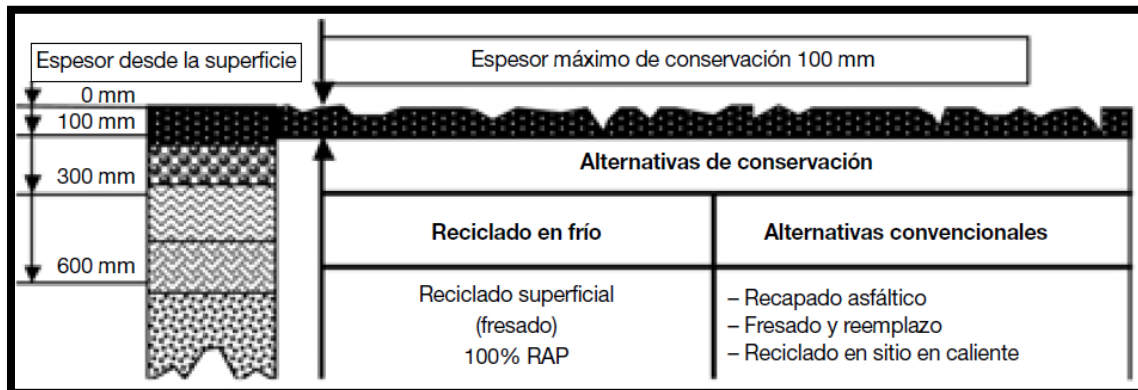 Espesor desde la superficie
Espesor máximo de conservación 100 mm
0 mm
100 mm
300 mm
600 mm
Alternativas de conservación
Reciclado en frío
Alternativas convencionales
Reciclado superficial
(fresado)
100% RAP
– Recapado asfáltico
– Fresado y reemplazo
– Reciclado en sitio en caliente